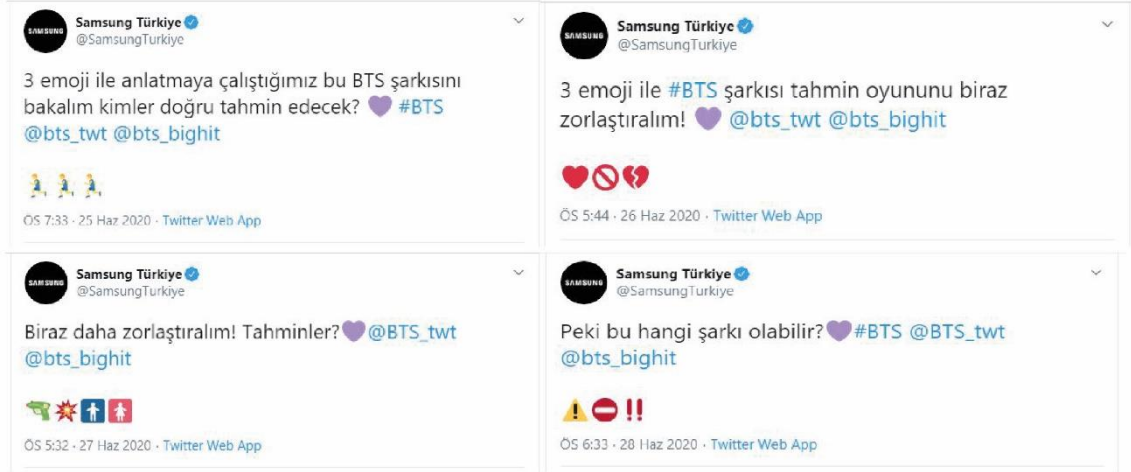 SAMSUNG
Samsung Türkiye
@SamsungTurkiye
3 emoji ile anlatmaya çalıştığımız bu BTS şarkısını
bakalım kimler doğru tahmin edecek? 💜 #BTS
@bts_twt @bts_bighit
🏃🏃🏃
ÖS 7:33 · 25 Haz 2020 · Twitter Web App
SAMSUNG
Samsung Türkiye
@SamsungTurkiye
3 emoji ile #BTS şarkısı tahmin oyununu biraz
zorlaştıralım! 💜 @bts_twt @bts_bighit
❤️🚫💔
ÖS 5:44 · 26 Haz 2020 · Twitter Web App
SAMSUNG
Samsung Türkiye
@SamsungTurkiye
Biraz daha zorlaştıralım! Tahminler?💜@BTS_twt
@bts_bighit
🔫💥🚹🚺
ÖS 5:32 · 27 Haz 2020 · Twitter Web App
SAMSUNG
Samsung Türkiye
@SamsungTurkiye
Peki bu hangi şarkı olabilir?💜#BTS @BTS_twt
@bts_bighit
⚠️⛔‼️
ÖS 6:33 · 28 Haz 2020 · Twitter Web App